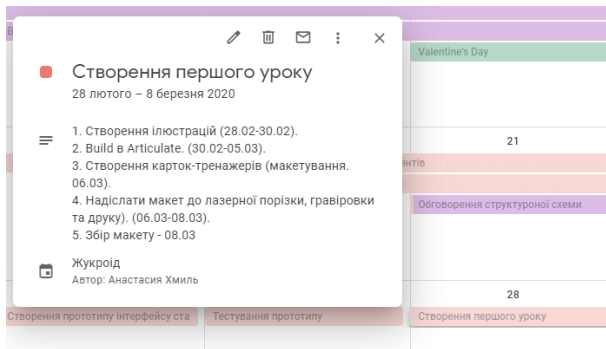 Valentine's Day
Створення першого уроку
28 лютого – 8 березня 2020
1. Створення ілюстрацій (28.02-30.02).
2. Build в Articulate. (30.02-05.03).
3. Створення карток-тренажерів (макетування.
06.03).
4. Надіслати макет до лазерної порізки, гравіровки
та друку). (06.03-08.03).
5. Збір макету - 08.03
Жукроід
Автор: Анастасия Хмиль
21
Обговорення структуроної схеми
28
Створення прототипу інтерфейсу ста
Тестування прототипу
Створення першого уроку